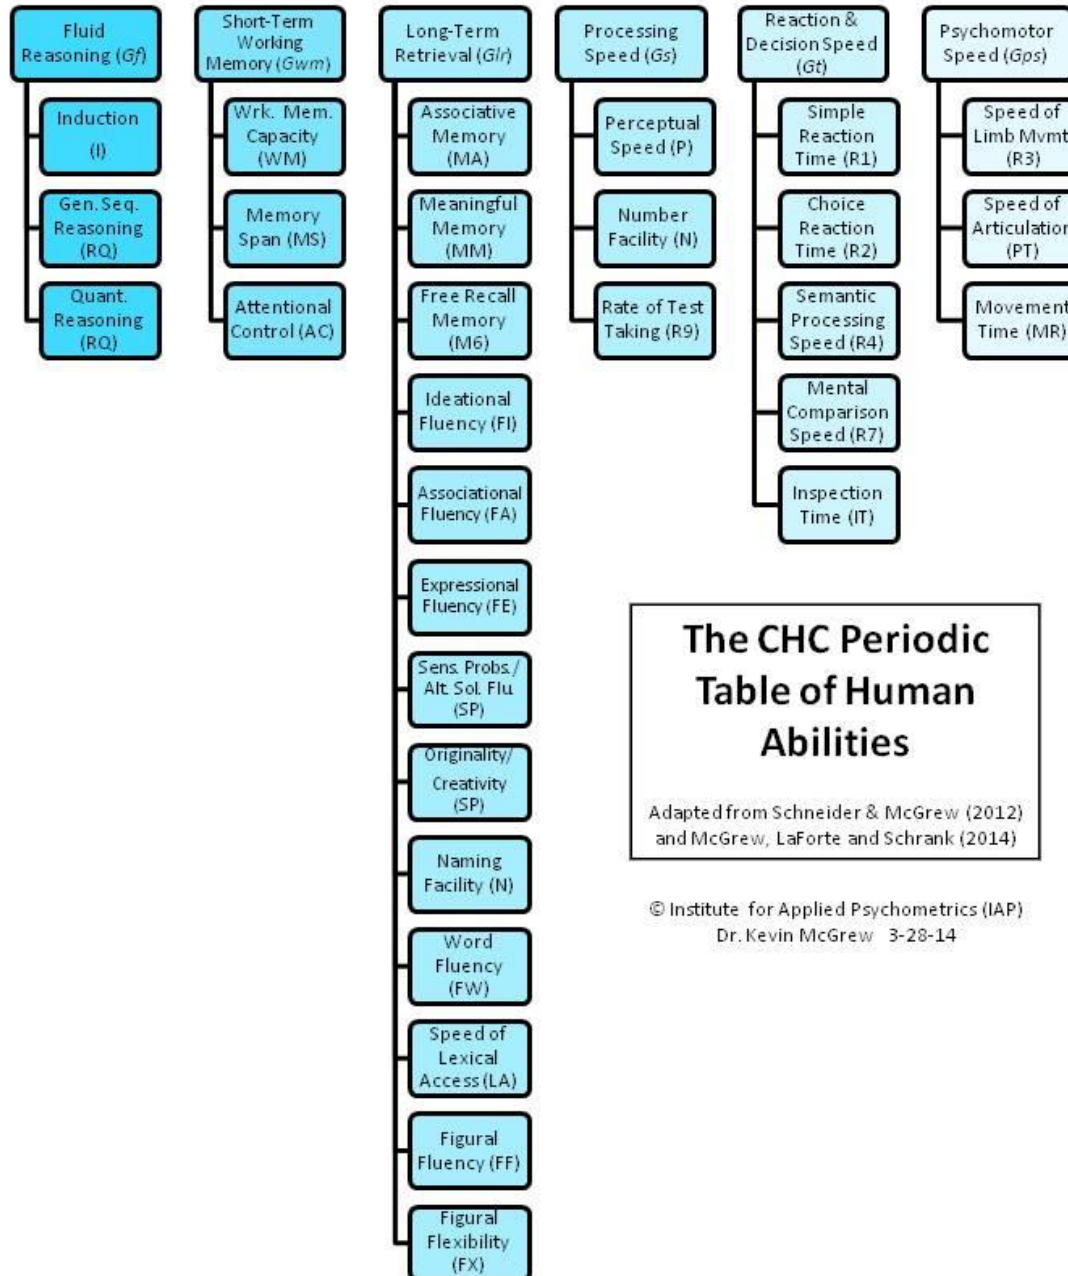 Fluid
Reasoning (Gf)
Induction
(I)
Gen. Seq.
Reasoning
(RQ)
Quant.
Reasoning
(RQ)
Short-Term
Working
Memory (Gwm)
Wrk. Mem.
Capacity
(WM)
Memory
Span (MS)
Attentional
Control (AC)
Long-Term
Retrieval (Glr)
Associative
Memory
(MA)
Meaningful
Memory
(MM)
Free Recall
Memory
(M6)
Ideational
Fluency (FI)
Associational
Fluency (FA)
Expressional
Fluency (FE)
Sens. Probs./
Alt. Sol. Flu.
(SP)
Originality/
Creativity
(SP)
Naming
Facility (N)
Word
Fluency
(FW)
Speed of
Lexical
Access (LA)
Figural
Fluency (FF)
Figural
Flexibility
(FX)
Processing
Speed (Gs)
Perceptual
Speed (P)
Number
Facility (N)
Rate of Test
Taking (R9)
Reaction &
Decision Speed
(Gt)
Simple
Reaction
Time (R1)
Choice
Reaction
Time (R2)
Semantic
Processing
Speed (R4)
Mental
Comparison
Speed (R7)
Inspection
Time (IT)
Psychomotor
Speed (Gps)
Speed of
Limb Mvmt
(R3)
Speed of
Articulation
(PT)
Movement
Time (MR)
The CHC Periodic
Table of Human
Abilities
Adapted from Schneider & McGrew (2012)
and McGrew, LaForte and Schrank (2014)
© Institute for Applied Psychometrics (IAP)
Dr. Kevin McGrew 3-28-14